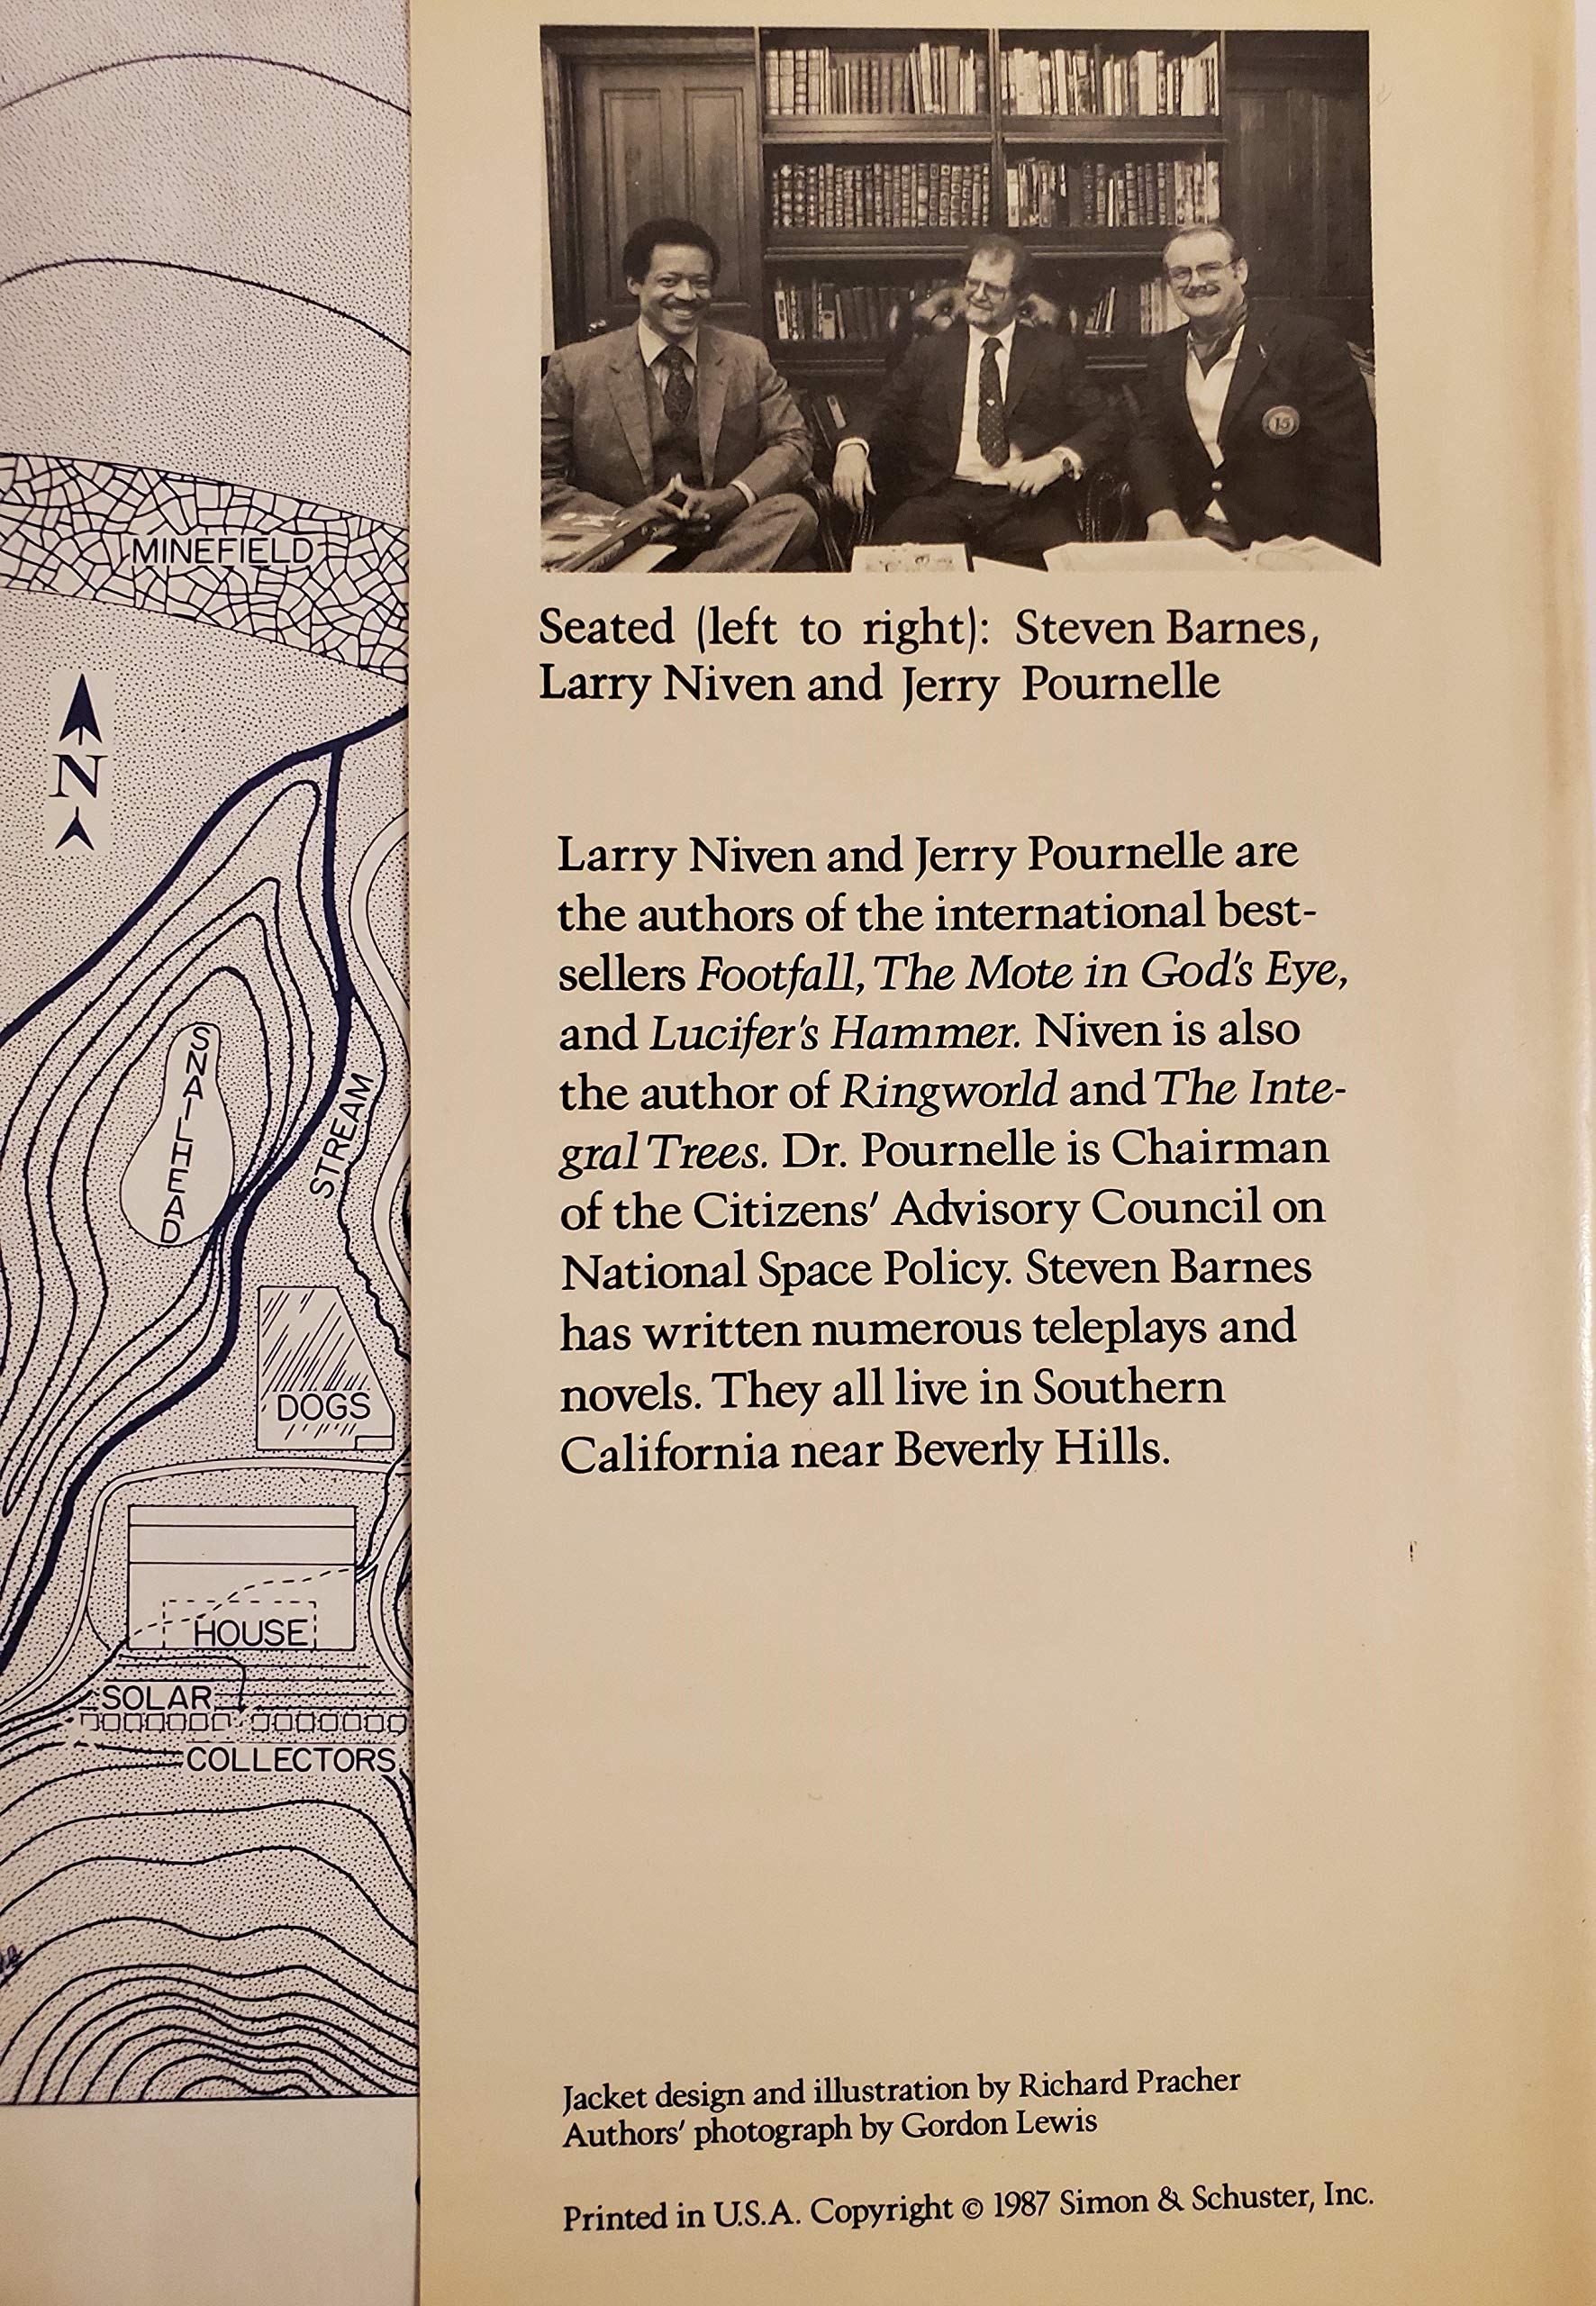 MINEFIELD
N
SNAILHEAD
STREAM
DOGS
HOUSE
SOLAR
COLLECTORS
15
Seated (left to right): Steven Barnes,
Larry Niven and Jerry Pournelle
Larry Niven and Jerry Pournelle are
the authors of the international best-
sellers Footfall, The Mote in God's Eye,
and Lucifer's Hammer. Niven is also
the author of Ringworld and The Inte-
gral Trees. Dr. Pournelle is Chairman
of the Citizens' Advisory Council on
National Space Policy. Steven Barnes
has written numerous teleplays and
novels. They all live in Southern
California near Beverly Hills.
Jacket design and illustration by Richard Pracher
Authors' photograph by Gordon Lewis
Printed in U.S.A. Copyright © 1987 Simon & Schuster, Inc.